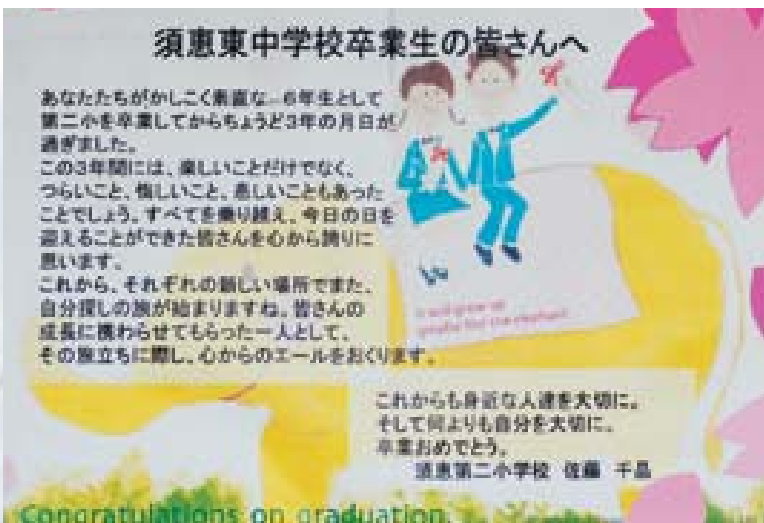 須恵東中学校卒業生の皆さんへ
あなたたちがかしこく素直な…6年生として
第二小を卒業してからちょうど3年の月日が
過ぎました。
この3年間には、楽しいことだけでなく、
つらいこと、悔しいこと、悲しいこともあった
ことでしょう。すべてを乗り越え、今日の日を
迎えることができた皆さんを心から誇りに
思います。
これから、それぞれの新しい場所でまた、
自分探しの旅が始まりますね。皆さんの
成長に携わらせてもらった一人として、
その旅立ちに際し、心からのエールをおくります。
It will grow up
これからも身近な人達を大切に。
そして何よりも自分を大切に、
卒業おめでとう。
須恵第二小学校 佐藤 千晶
Congratulations on graduation.